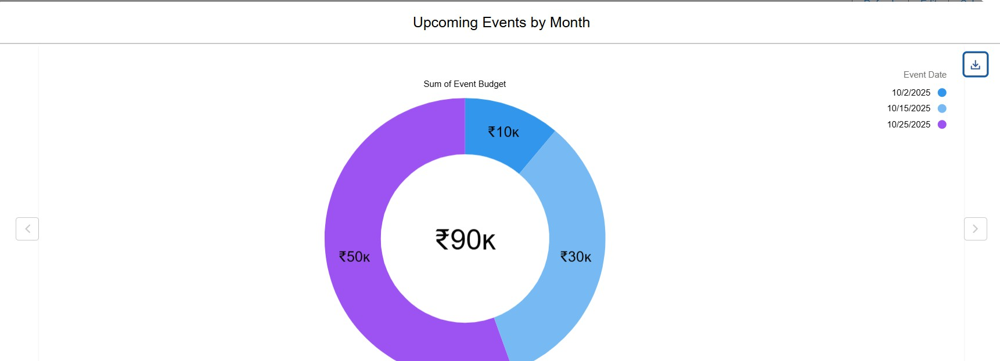 Upcoming Events by Month
Event Date
10/2/2025
10/15/2025
10/25/2025
Sum of Event Budget
₹10K
₹90K
₹50K
₹30K